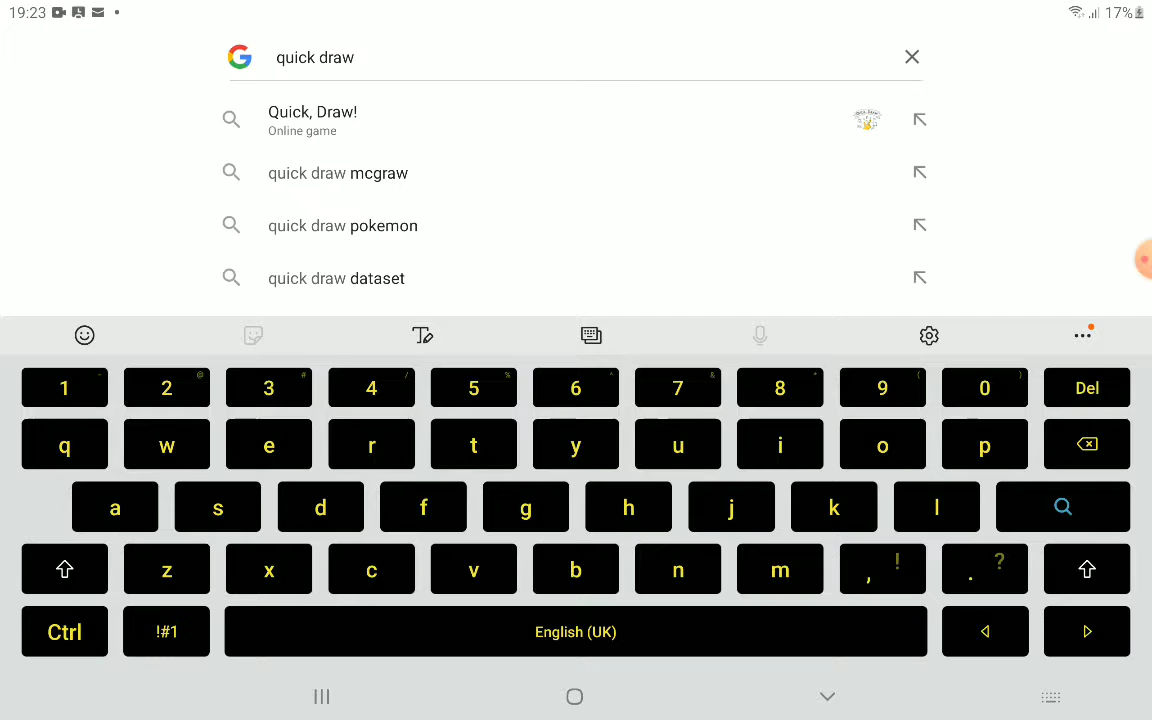 19:23
17%
quick draw
Quick, Draw!
Online game
quick draw mcgraw
quick draw pokemon
quick draw dataset
1 2 @ 3 # 4 / 5 % 6 ^ 7 & 8 * 9 ( 0 ) Del
q w e r t y u i o p
a s d f g h j k l
z x c v b n m , ! . ?
Ctrl !#1 English (UK)